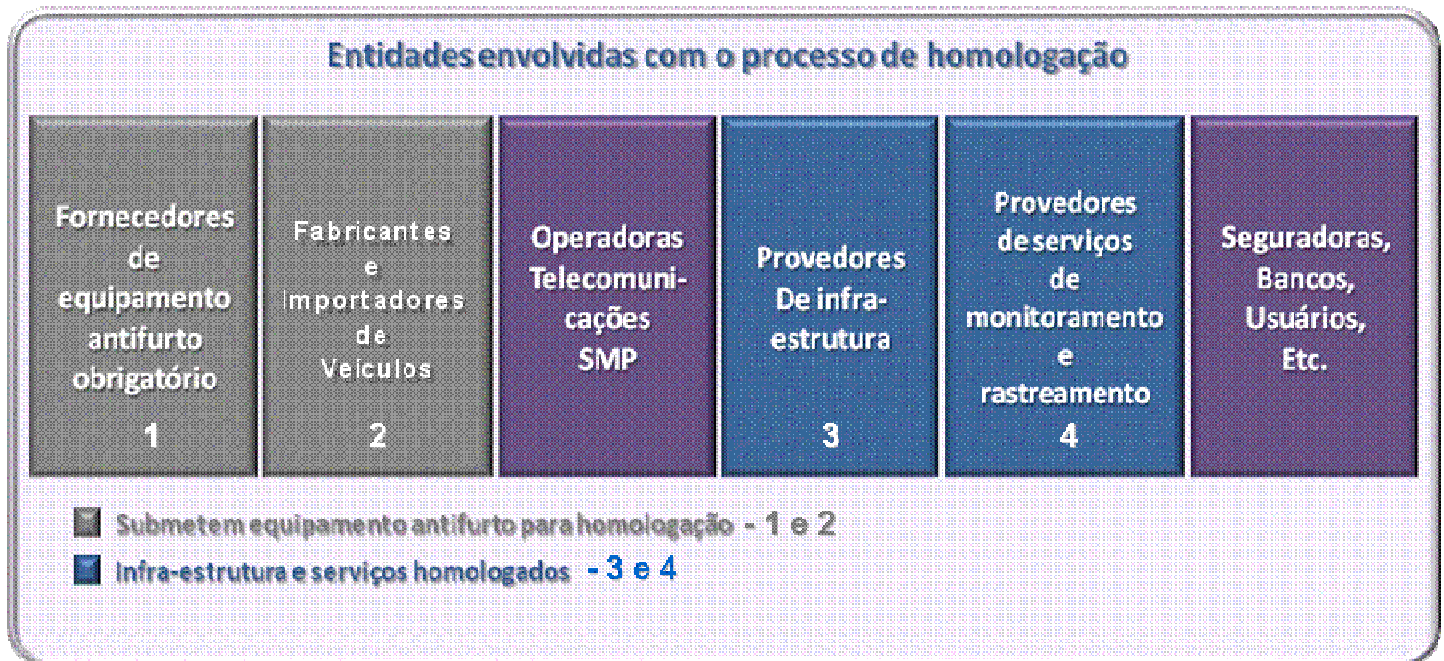 Entidades envolvidas com o processo de homologação
Fornecedores
de
equipamento
antifurto
obrigatório
1
Fabricantes
e
Importadores
de
Veículos
2
Operadoras
Telecomuni-
cações
SMP
Provedores
De infra-
estrutura
3
Provedores
de serviços
de
monitoramento
e
rastreamento
4
Seguradoras,
Bancos,
Usuários,
Etc.
Submetem equipamento antifurto para homologação - 1 e 2
Infra-estrutura e serviços homologados - 3 e 4